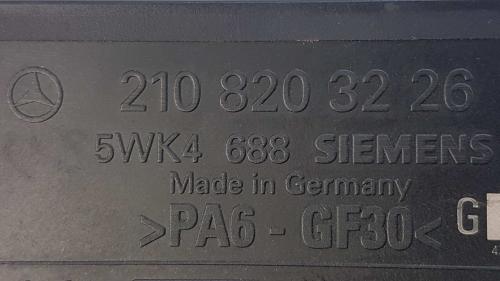 210 820 32 26
5WK4 688 SIEMENS
Made in Germany
>PA6 - GF30<
G